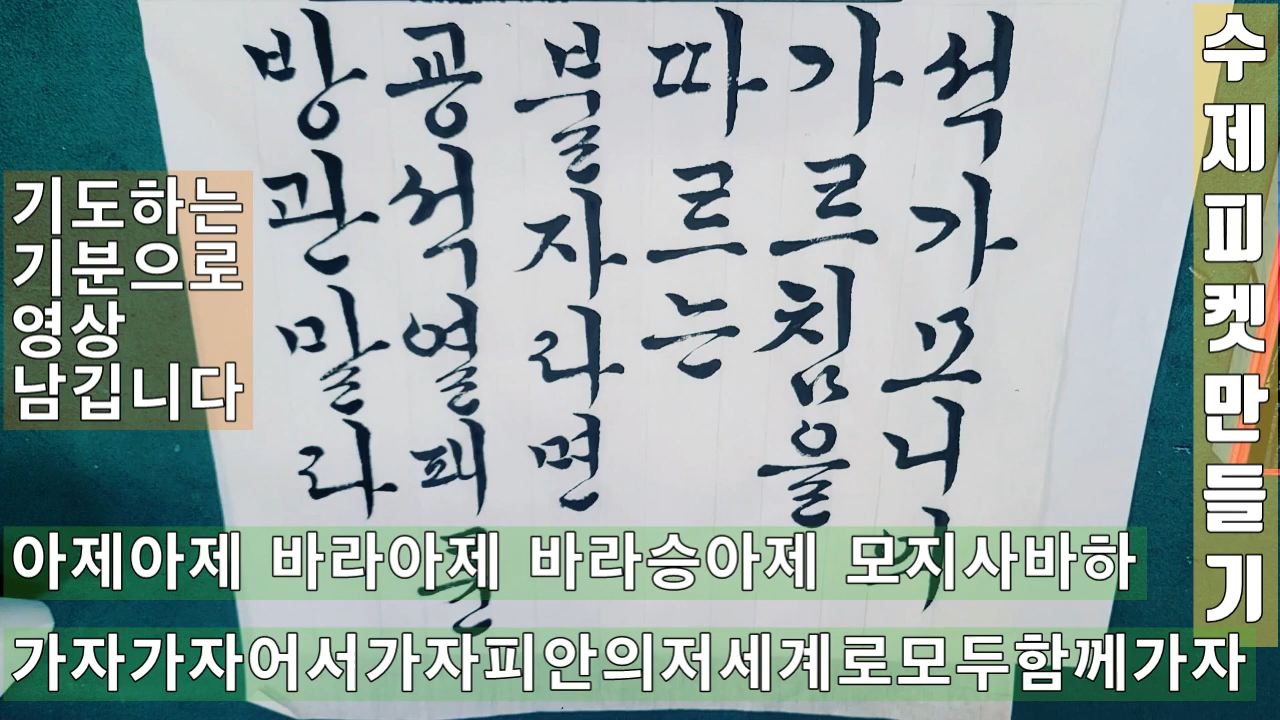 수제피켓만들기
석가모니의
가르침을
따르는
불자라면
굥석열패륜
방관말라
기도하는
기분으로
영상
남깁니다
아제아제 바라아제 바라승아제 모지사바하
가자가자어서가자피안의저세계로모두함께가자